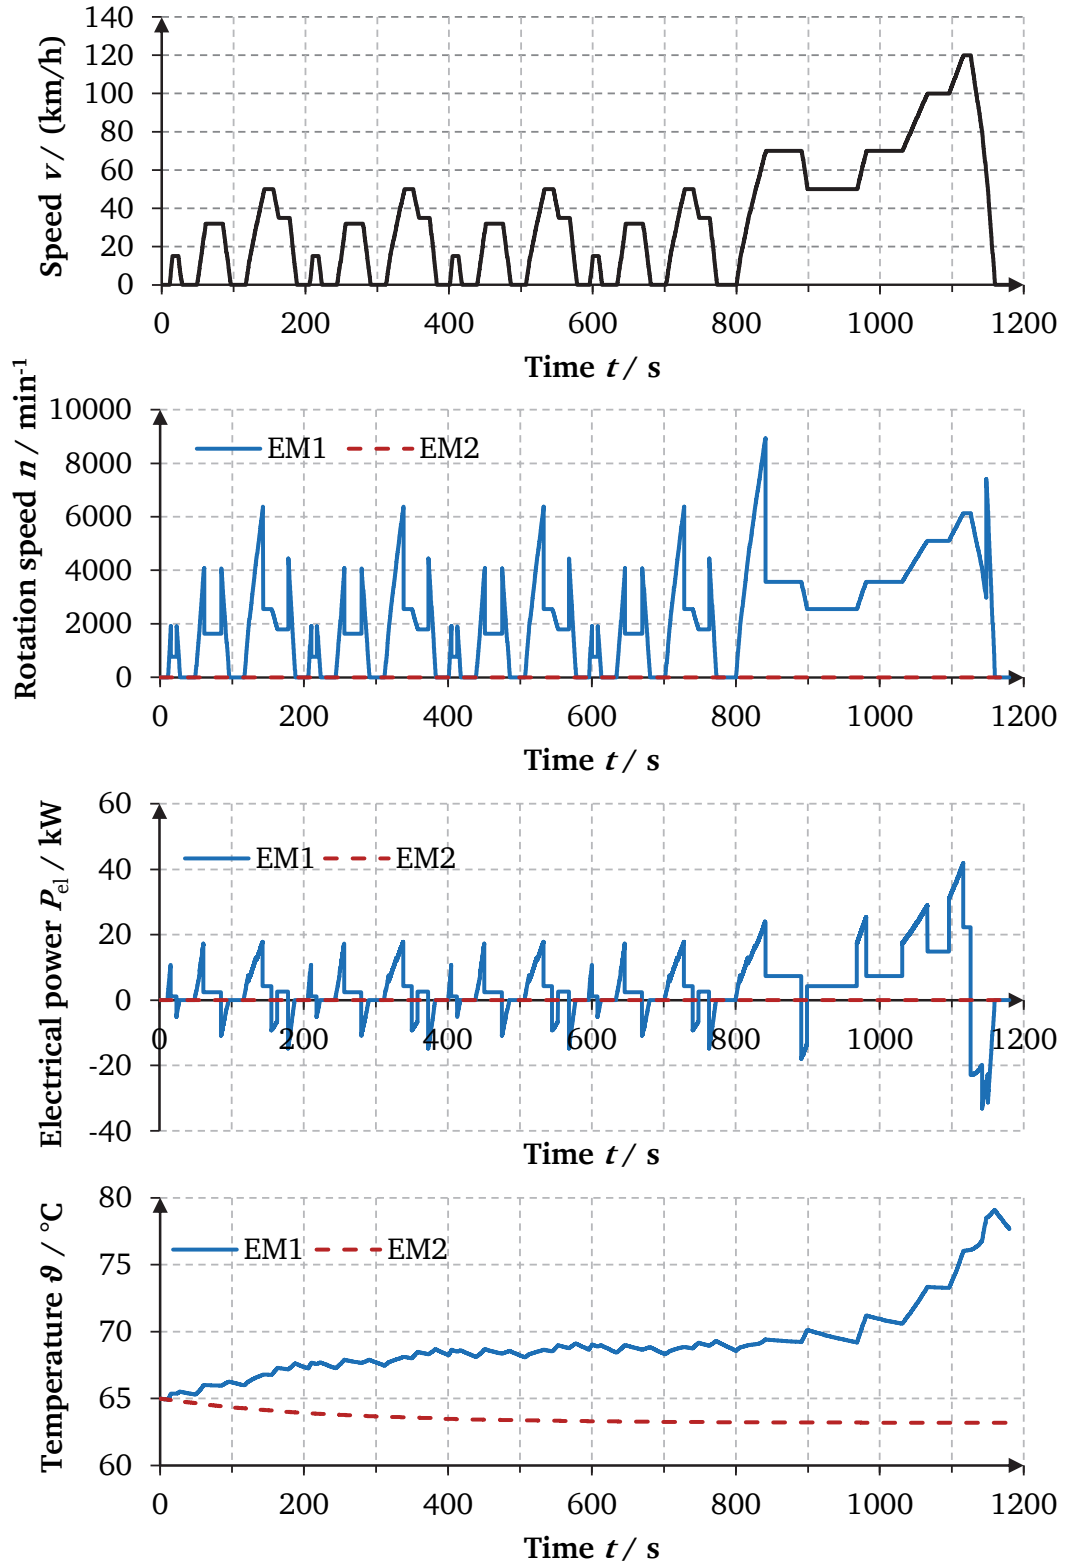 140
120
100
80
60
40
20
0
Speed v / (km/h)
0 200 400 600 800 1000 1200
Time t / s
10000
8000
6000
4000
2000
0
Rotation speed n / min-1
EM1 EM2
0 200 400 600 800 1000 1200
Time t / s
60
40
20
0
-20
-40
Electrical power Pel / kW
EM1 EM2
0 200 400 600 800 1000 1200
Time t / s
80
75
70
65
60
Temperature ϑ / °C
EM1 EM2
0 200 400 600 800 1000 1200
Time t / s